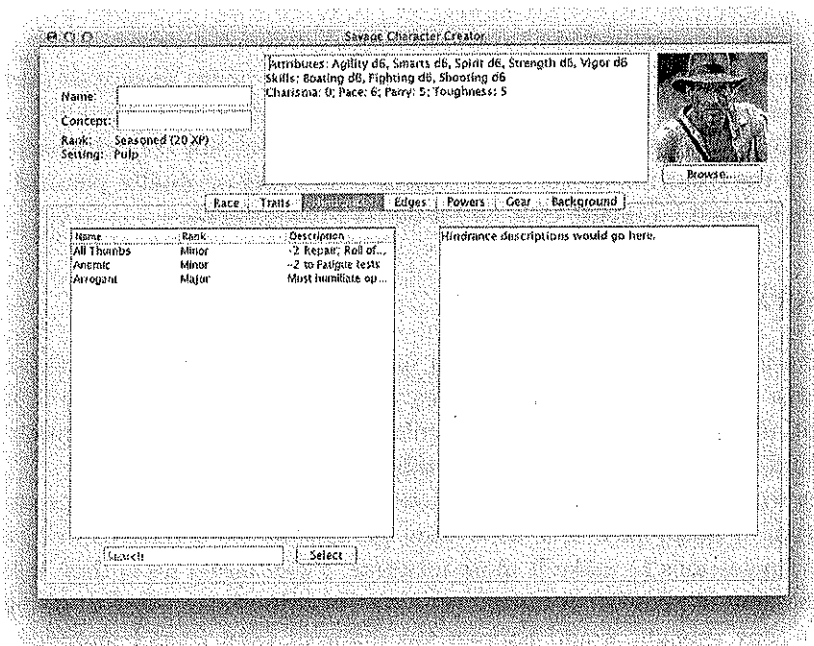 Savage Character Creator
Name:
Concept:
Rank: Seasoned (20 XP)
Setting: Pulp
Attributes: Agility d6, Smarts d6, Spirit d6, Strength d6, Vigor d6
Skills: Boating d8, Fighting d6, Shooting d6
Charisma: 0; Pace: 6; Parry: 5; Toughness: 5
Browse...
Race Traits Edges Powers Gear Background
Name Rank Description
All Thumbs Minor -2 Repair; Roll of...
Anemic Minor -2 to Fatigue tests
Arrogant Major Must humiliate op...
Hindrance descriptions would go here.
Search Select